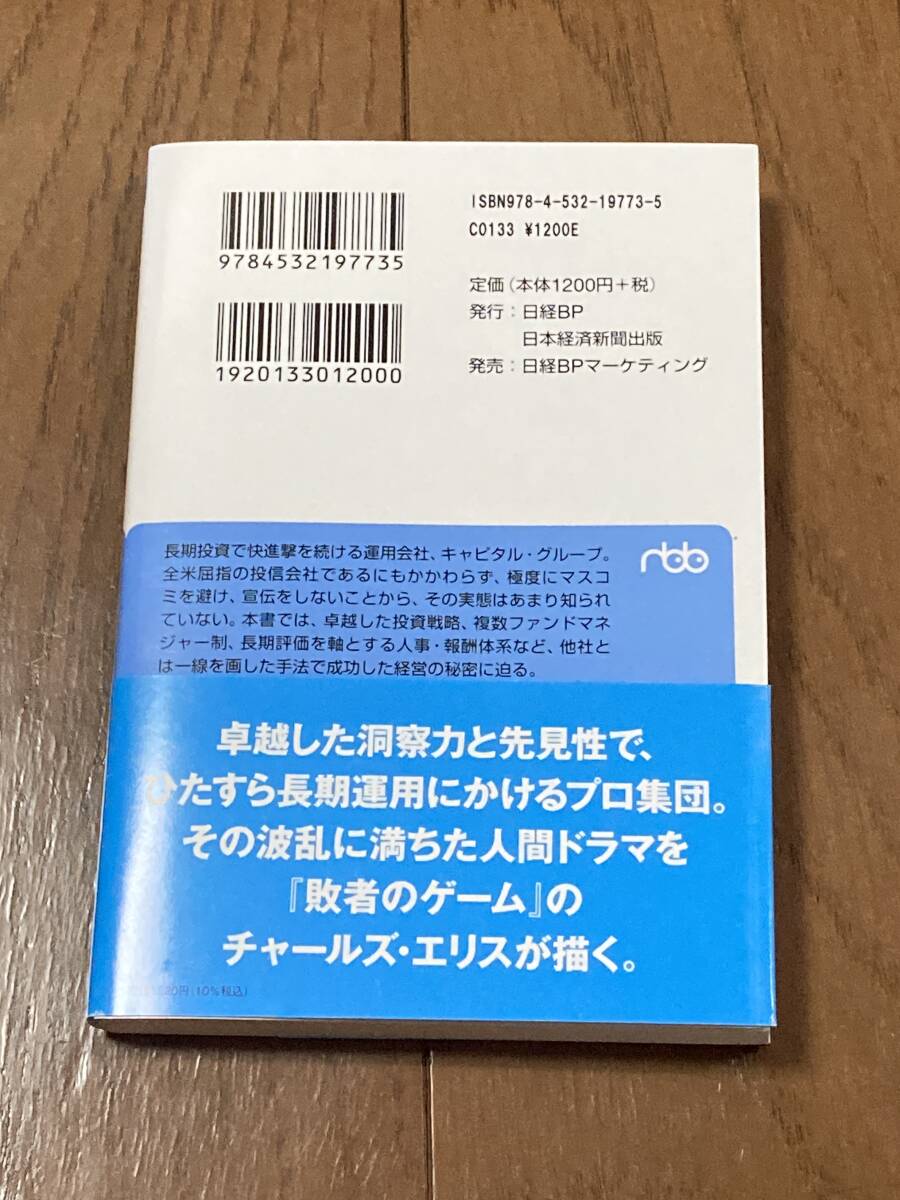 9784532197735
1920133012000
ISBN978-4-532-19773-5
C0133 ¥1200E
定価（本体1200円＋税）
発行：日経BP
日本経済新聞出版
発売：日経BPマーケティング
長期投資で快進撃を続ける運用会社、キャピタル・グループ。
全米屈指の投信会社であるにもかかわらず、極度にマスコ
ミを避け、宣伝をしないことから、その実態はあまり知られ
ていない。本書では、卓越した投資戦略、複数ファンドマネ
ジャー制、長期評価を軸とする人事・報酬体系など、他社と
は一線を画した手法で成功した経営の秘密に迫る。
nbb
卓越した洞察力と先見性で、
ひたすら長期運用にかけるプロ集団。
その波乱に満ちた人間ドラマを
『敗者のゲーム』の
チャールズ・エリスが描く。
20円（10％税込）